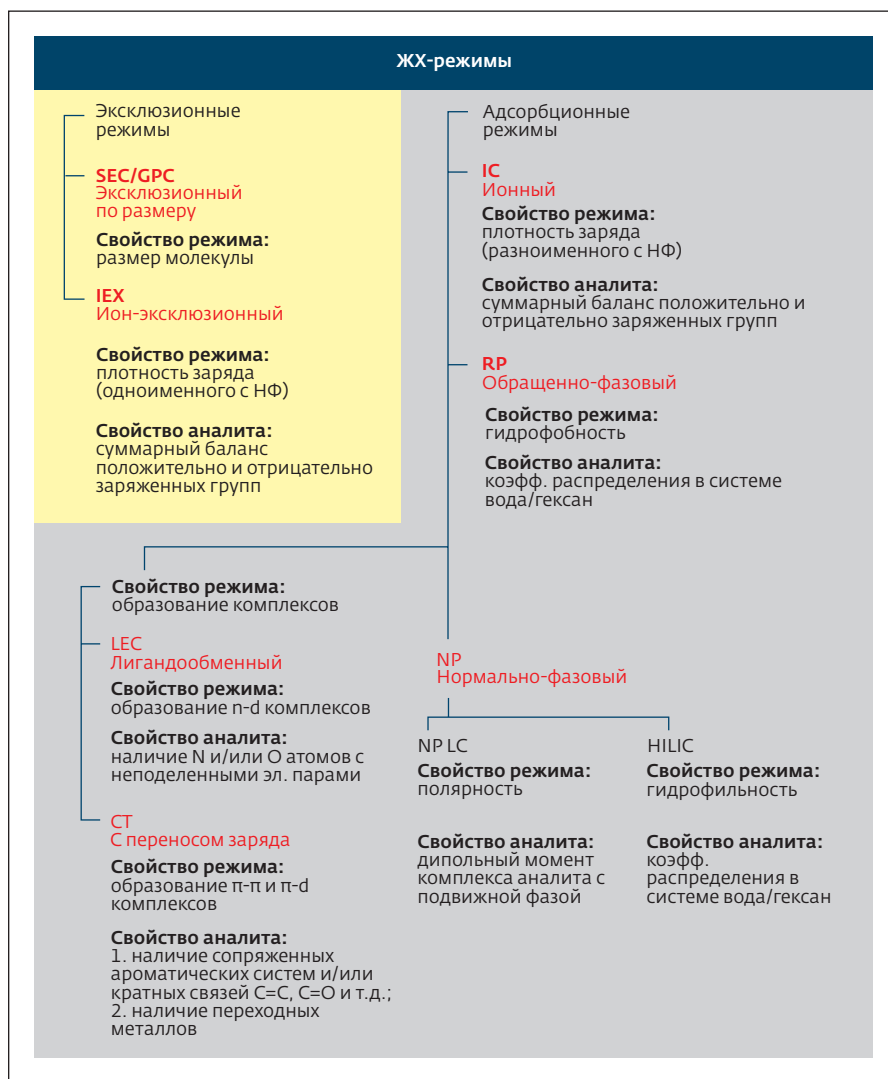 ЖХ-режимы
Эксклюзионные
режимы
SEC/GPC
Эксклюзионный
по размеру
Свойство режима:
размер молекулы
IEX
Ион-эксклюзионный
Свойство режима:
плотность заряда
(одноименного с НФ)
Свойство аналита:
суммарный баланс
положительно и отрицательно
заряженных групп
Адсорбционные
режимы
IC
Ионный
Свойство режима:
плотность заряда
(разноименного с НФ)
Свойство аналита:
суммарный баланс положительно и
отрицательно заряженных групп
RP
Обращенно-фазовый
Свойство режима:
гидрофобность
Свойство аналита:
коэфф. распределения в системе
вода/гексан
Свойство режима:
образование комплексов
LEC
Лигандообменный
Свойство режима:
образование n-d комплексов
Свойство аналита:
наличие N и/или O атомов с
неподеленными эл. парами
CT
С переносом заряда
Свойство режима:
образование π-π и π-d
комплексов
Свойство аналита:
1. наличие сопряженных
ароматических систем и/или
кратных связей С=С, С=О и т.д.;
2. наличие переходных
металлов
NP
Нормально-фазовый
NP LC
Свойство режима:
полярность
Свойство аналита:
дипольный момент
комплекса аналита с
подвижной фазой
HILIC
Свойство режима:
гидрофильность
Свойство аналита:
коэфф.
распределения в
системе вода/гексан